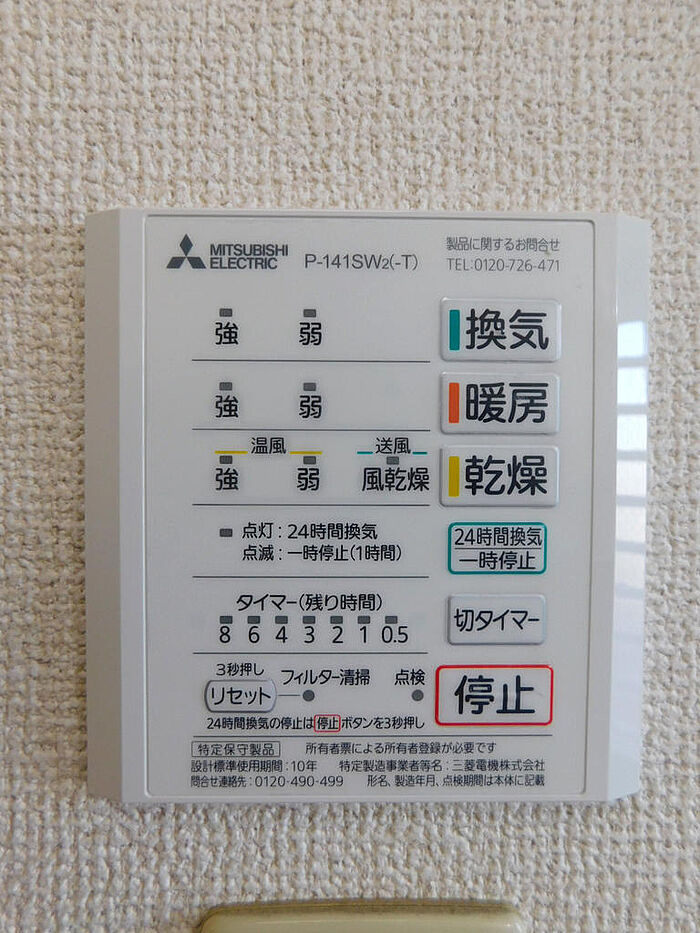 MITSUBISHI
ELECTRIC
P-141SW2(-T)
製品に関するお問合せ
TEL:0120-726-471
強 弱 換気
強 弱 暖房
温風 送風
強 弱 風乾燥 乾燥
点灯:24時間換気
点滅:一時停止(1時間)
24時間換気
一時停止
タイマー(残り時間)
8 6 4 3 2 1 0.5
切タイマー
3秒押し
リセット フィルター清掃 点検
停止
24時間換気の停止は停止ボタンを3秒押し
特定保守製品 所有者票による所有者登録が必要です
設計標準使用期間:10年 特定製造事業者等名:三菱電機株式会社
問合せ連絡先:0120-490-499 形名、製造年月、点検期間は本体に記載